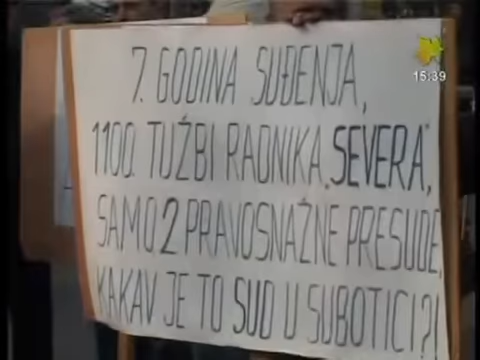 7. GODINA SUĐENJA,
1100. TUŽBI RADNIKA „SEVERA”,
SAMO 2 PRAVOSNAŽNE PRESUDE,
KAKAV JE TO SUD U SUBOTICI?!
15:39